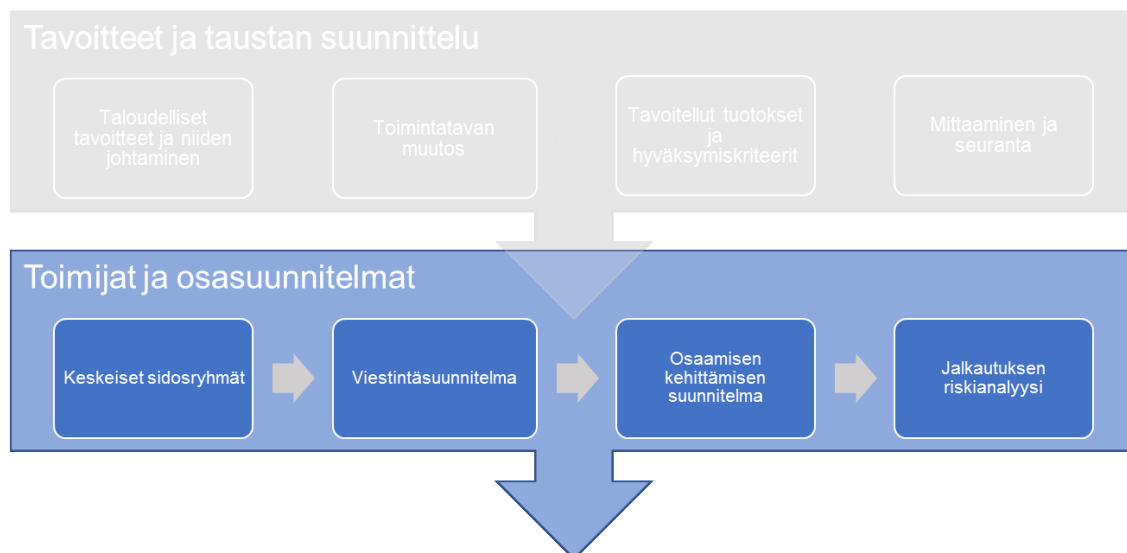 Tavoitteet ja taustan suunnittelu
Taloudelliset
tavoitteet ja niiden
johtaminen
Toimintatavan
muutos
Tavoitellut tuotokset
ja
hyväksymiskriteerit
Mittaaminen ja
seuranta
Toimijat ja osasuunnitelmat
Keskeiset sidosryhmät
Viestintäsuunnitelma
Osaamisen
kehittämisen
suunnitelma
Jalkautuksen
riskianalyysi